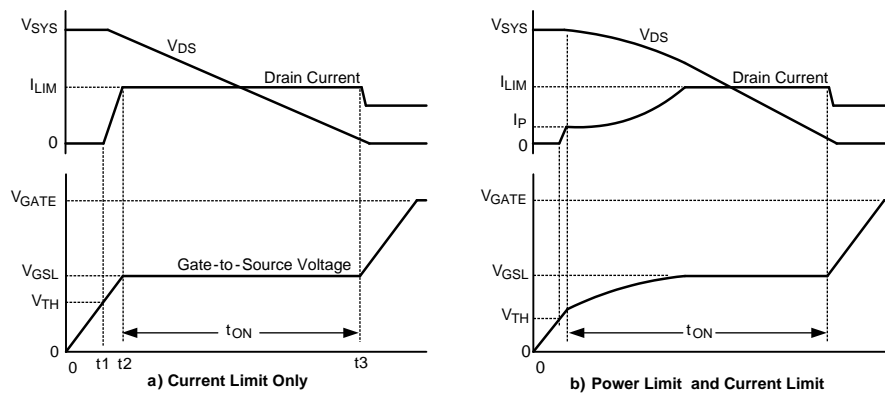 VSYS
VDS
Drain Current
ILIM
0
VGATE
VGSL
Gate-to-Source Voltage
VTH
tON
0
0
t1
t2
t3
a) Current Limit Only
VSYS
VDS
Drain Current
ILIM
IP
0
VGATE
VGSL
VTH
tON
0
0
b) Power Limit and Current Limit